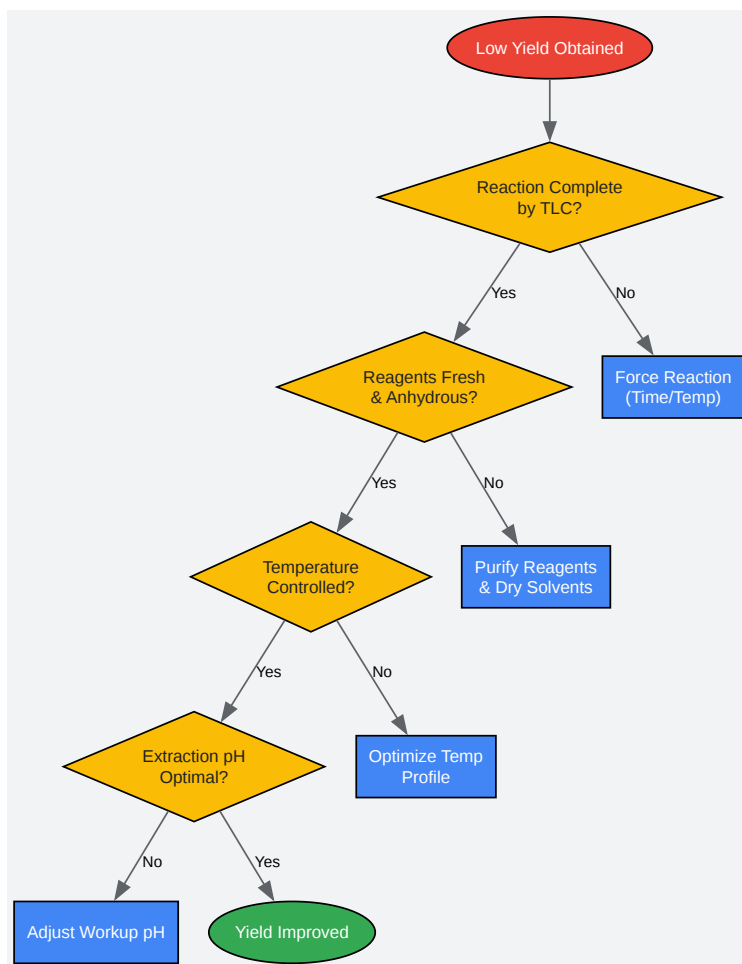 Low Yield Obtained
Reaction Complete
by TLC?
Yes
No
Reagents Fresh
& Anhydrous?
Force Reaction
(Time/Temp)
Yes
No
Temperature
Controlled?
Purify Reagents
& Dry Solvents
Yes
No
Extraction pH
Optimal?
Optimize Temp
Profile
No
Yes
Adjust Workup pH
Yield Improved